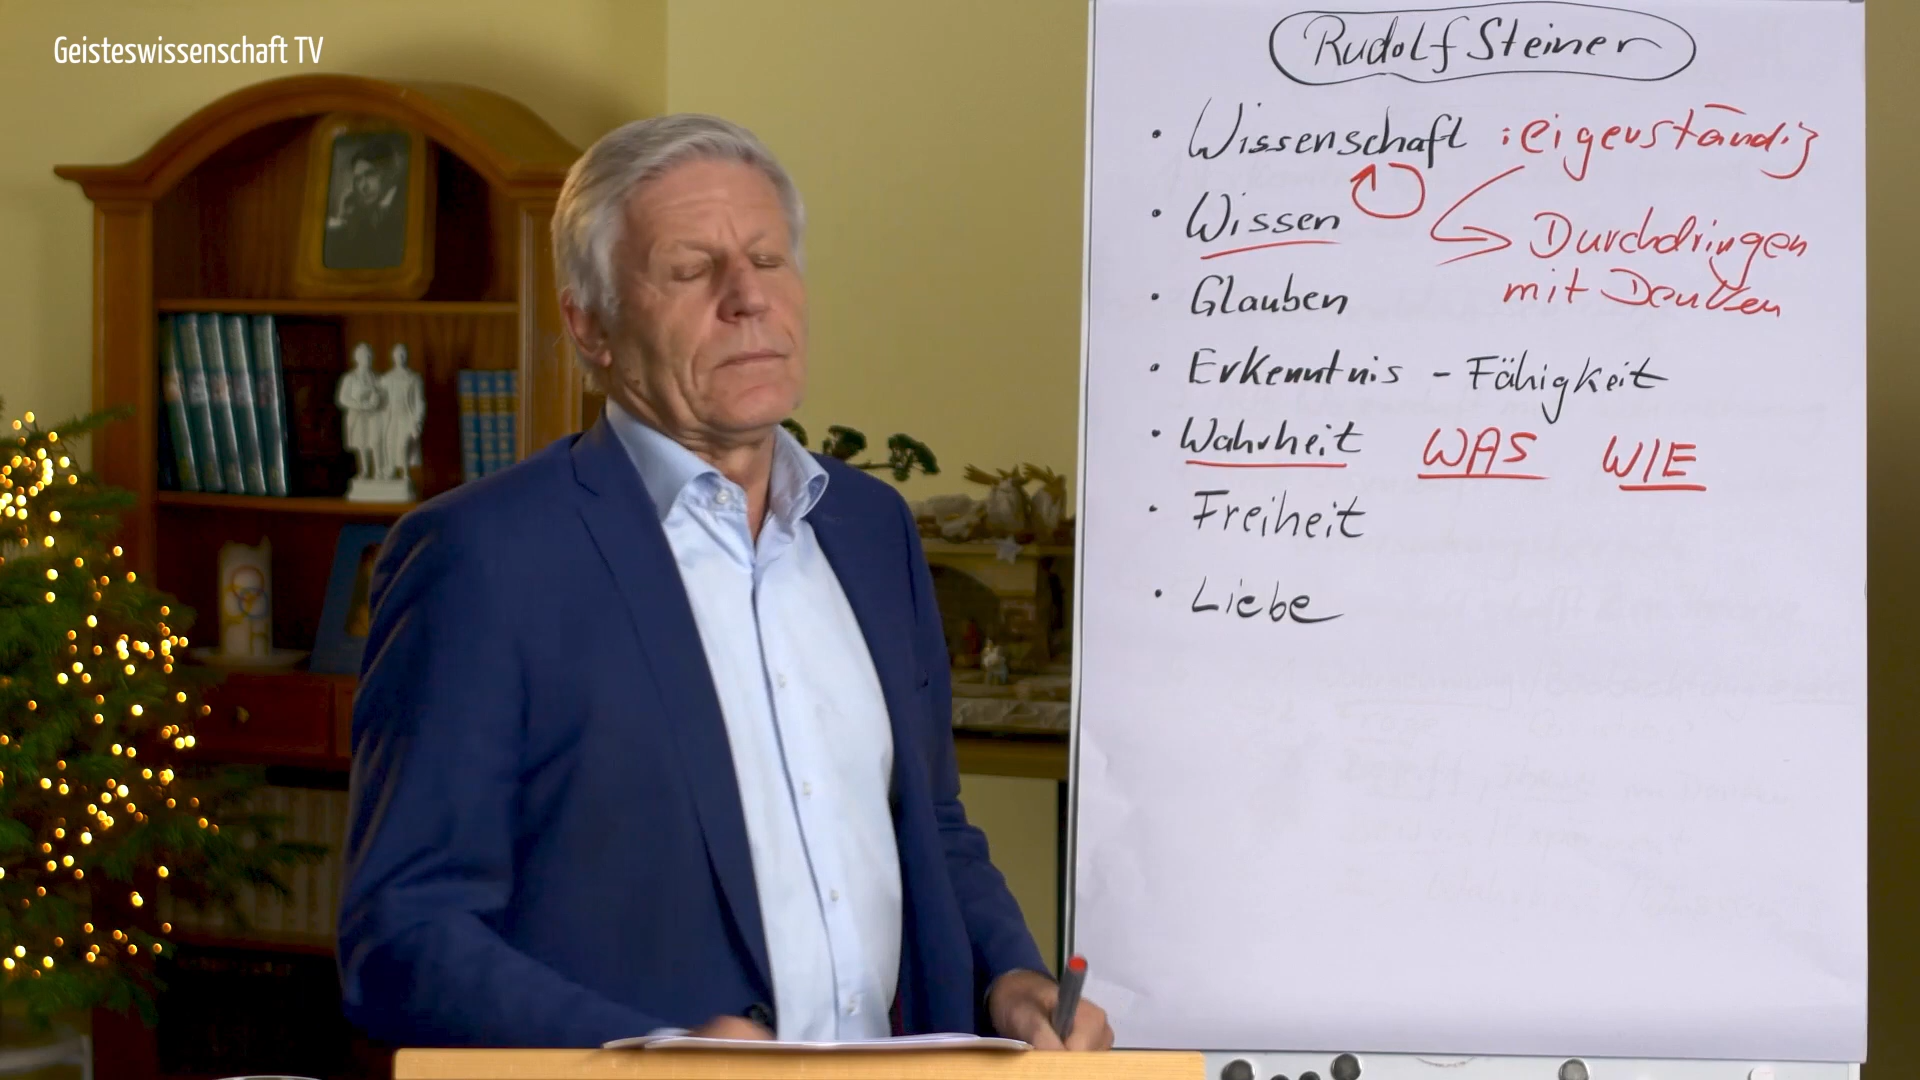 Geisteswissenschaft TV
Rudolf Steiner
• Wissenschaft : eigenständig
• Wissen
Durchdringen
mit Denken
• Glauben
• Erkenntnis - Fähigkeit
• Wahrheit WAS WIE
• Freiheit
• Liebe